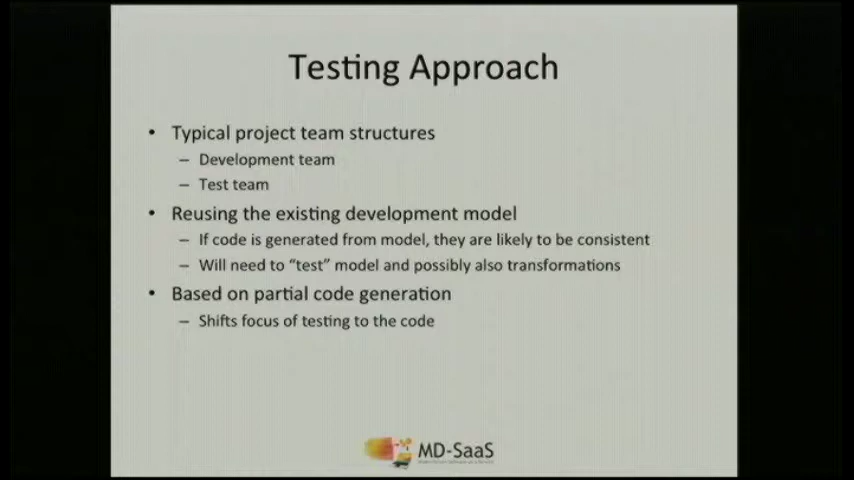 Testing Approach
• Typical project team structures
– Development team
– Test team
• Reusing the existing development model
– If code is generated from model, they are likely to be consistent
– Will need to “test” model and possibly also transformations
• Based on partial code generation
– Shifts focus of testing to the code
MD-SaaS